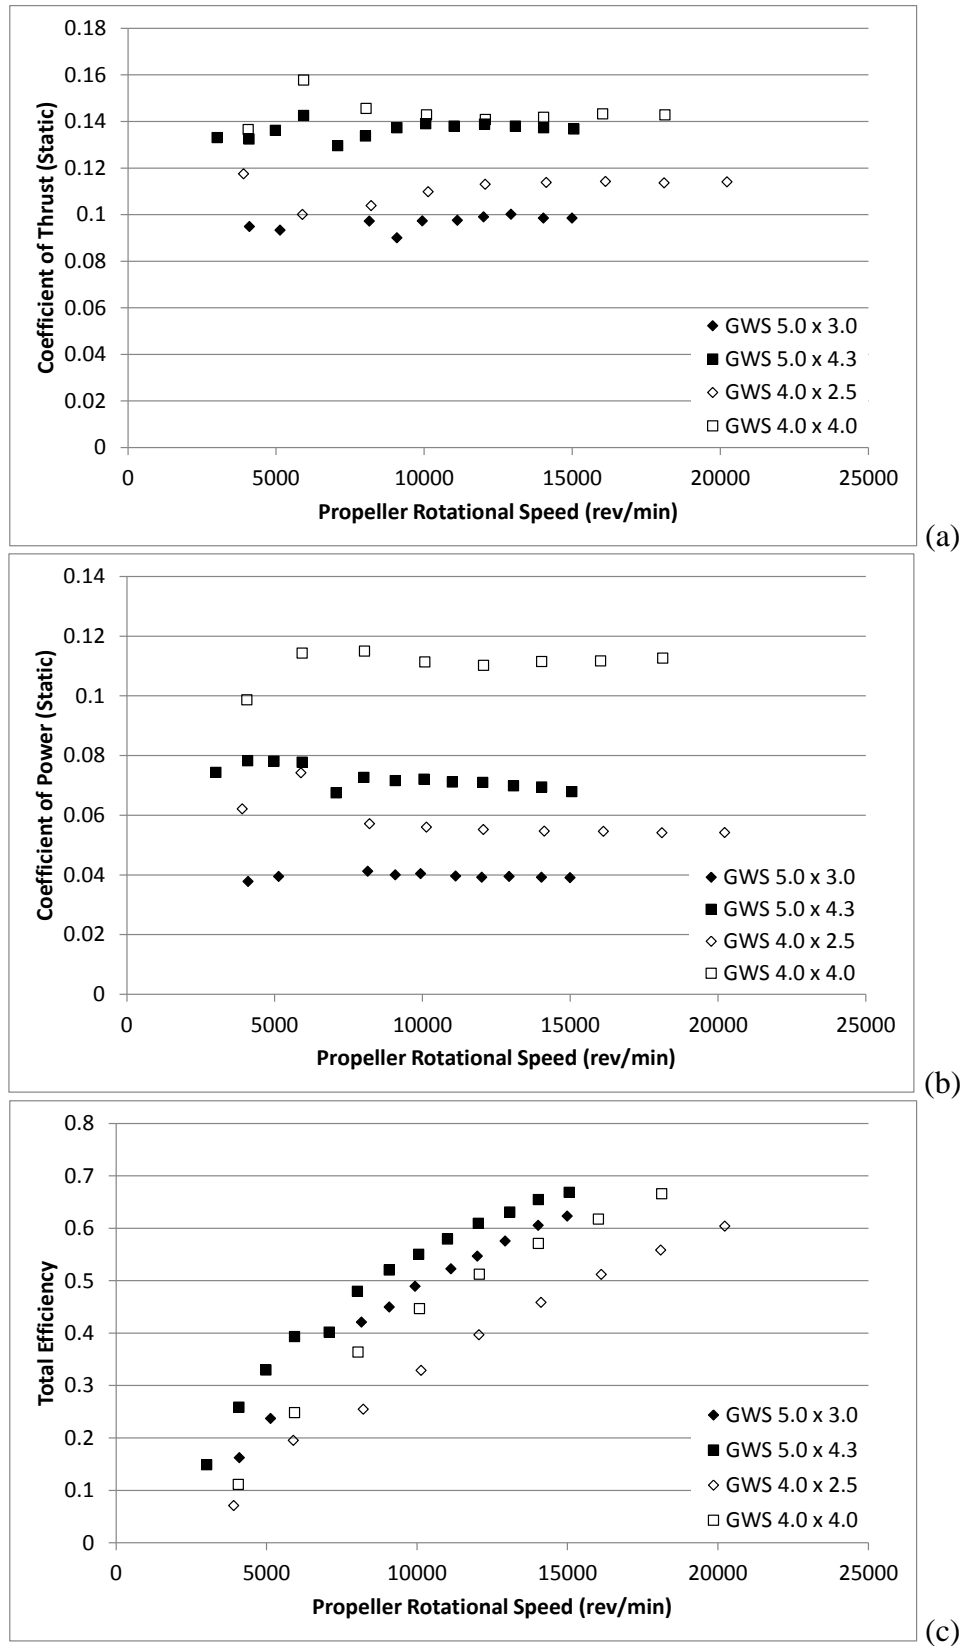 Coefficient of Thrust (Static)
0.18
0.16
0.14
0.12
0.1
0.08
0.06
0.04
0.02
0
GWS 5.0 x 3.0
GWS 5.0 x 4.3
GWS 4.0 x 2.5
GWS 4.0 x 4.0
0 5000 10000 15000 20000 25000
Propeller Rotational Speed (rev/min)
(a)
Coefficient of Power (Static)
0.14
0.12
0.1
0.08
0.06
0.04
0.02
0
GWS 5.0 x 3.0
GWS 5.0 x 4.3
GWS 4.0 x 2.5
GWS 4.0 x 4.0
0 5000 10000 15000 20000 25000
Propeller Rotational Speed (rev/min)
(b)
Total Efficiency
0.8
0.7
0.6
0.5
0.4
0.3
0.2
0.1
0
GWS 5.0 x 3.0
GWS 5.0 x 4.3
GWS 4.0 x 2.5
GWS 4.0 x 4.0
0 5000 10000 15000 20000 25000
Propeller Rotational Speed (rev/min)
(c)